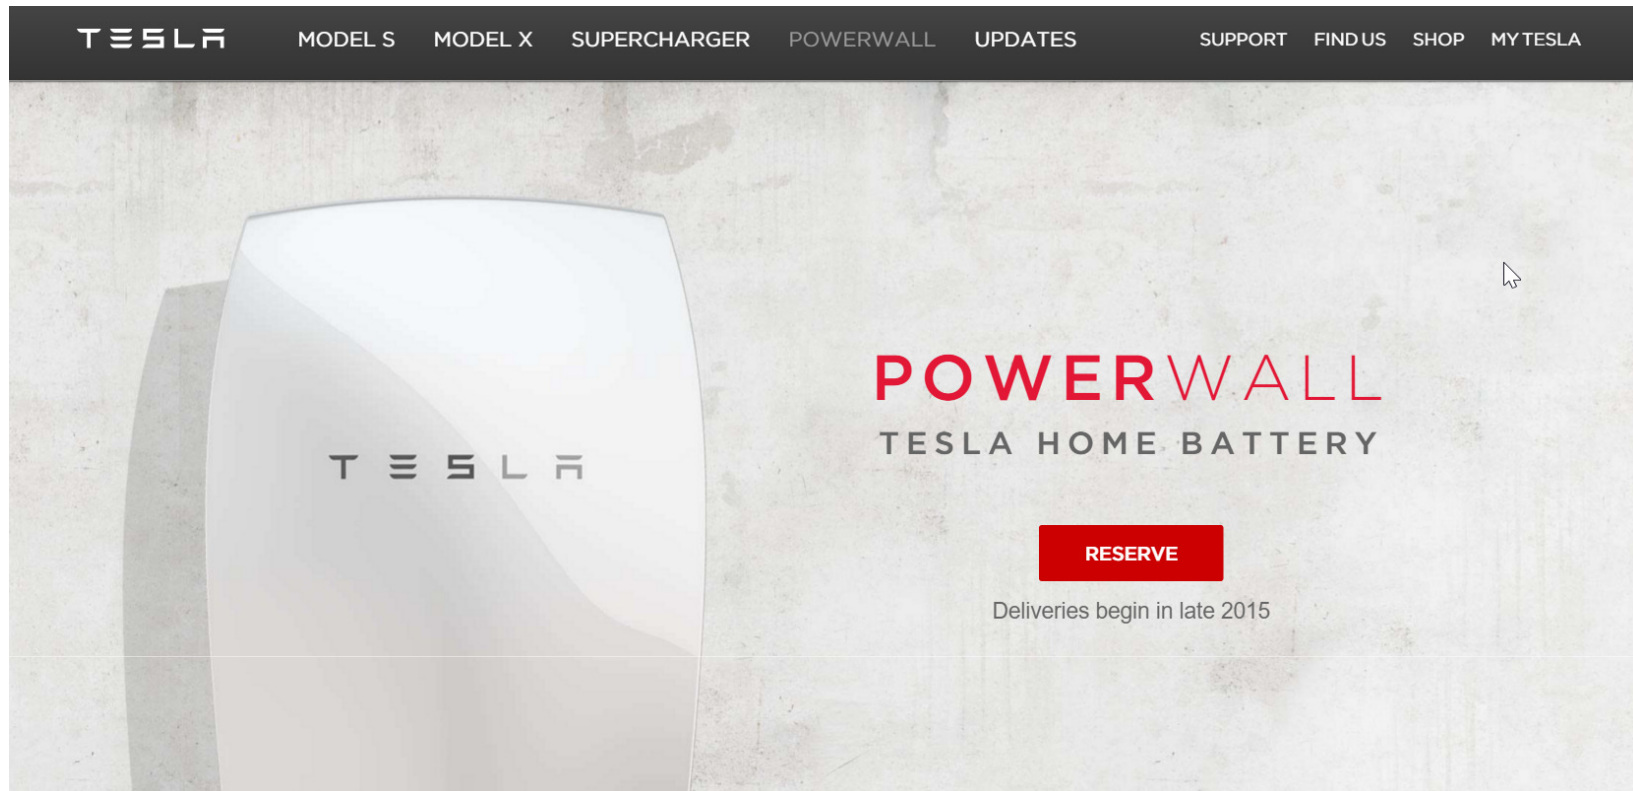 TESLA MODEL S MODEL X SUPERCHARGER POWERWALL UPDATES SUPPORT FIND US SHOP MY TESLA
TESLA
POWERWALL
TESLA HOME BATTERY
RESERVE
Deliveries begin in late 2015